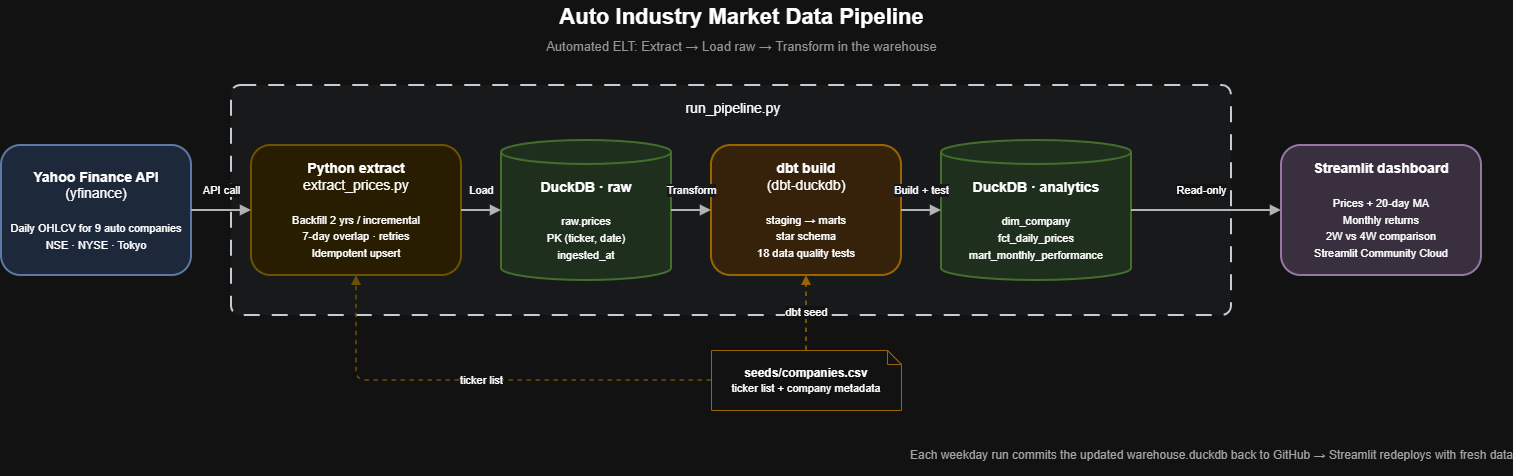 Auto Industry Market Data Pipeline
Automated ELT: Extract → Load raw → Transform in the warehouse
run_pipeline.py
Yahoo Finance API
(yfinance)
Daily OHLCV for 9 auto companies
NSE · NYSE · Tokyo
API call
Python extract
extract_prices.py
Backfill 2 yrs / incremental
7-day overlap · retries
Idempotent upsert
Load
DuckDB · raw
raw.prices
PK (ticker, date)
ingested_at
Transform
dbt build
(dbt-duckdb)
staging → marts
star schema
18 data quality tests
Build + test
DuckDB · analytics
dim_company
fct_daily_prices
mart_monthly_performance
Read-only
Streamlit dashboard
Prices + 20-day MA
Monthly returns
2W vs 4W comparison
Streamlit Community Cloud
dbt seed
seeds/companies.csv
ticker list + company metadata
ticker list
Each weekday run commits the updated warehouse.duckdb back to GitHub → Streamlit redeploys with fresh data